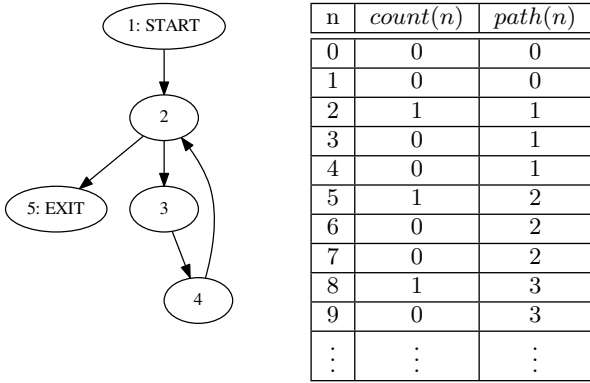 1: START
2
5: EXIT
3
4
n count(n) path(n)
0 0 0
1 0 0
2 1 1
3 0 1
4 0 1
5 1 2
6 0 2
7 0 2
8 1 3
9 0 3
⋮ ⋮ ⋮